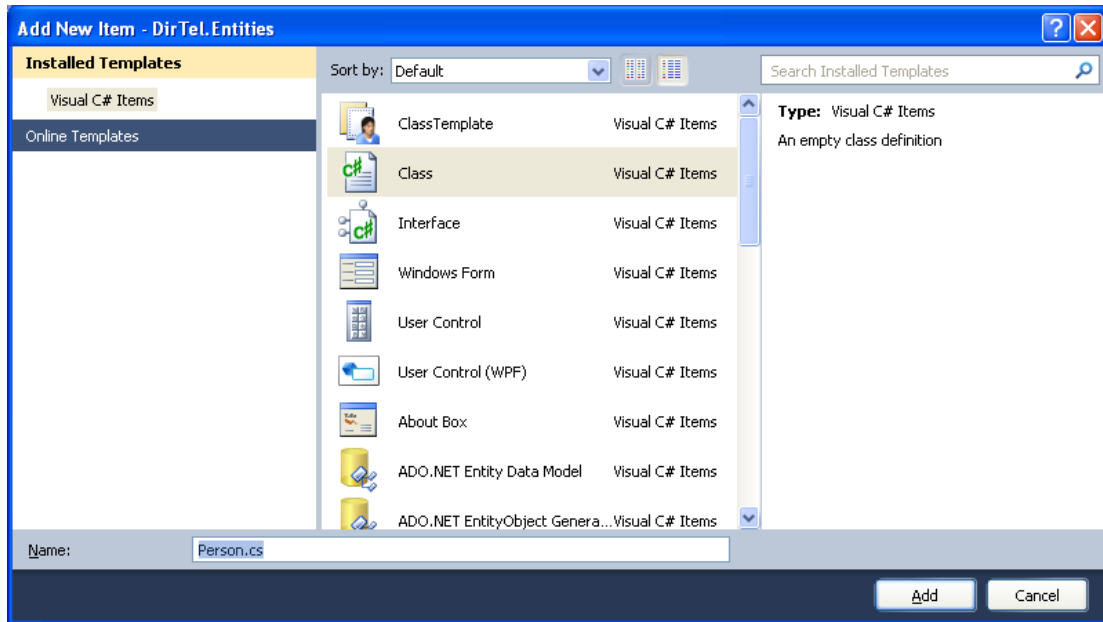 Add New Item - DirTel.Entities
Installed Templates
Visual C# Items
Online Templates
Sort by: Default
Search Installed Templates
ClassTemplate Visual C# Items
Class Visual C# Items
Interface Visual C# Items
Windows Form Visual C# Items
User Control Visual C# Items
User Control (WPF) Visual C# Items
About Box Visual C# Items
ADO.NET Entity Data Model Visual C# Items
ADO.NET EntityObject Genera... Visual C# Items
Type: Visual C# Items
An empty class definition
Name: Person.cs
Add Cancel